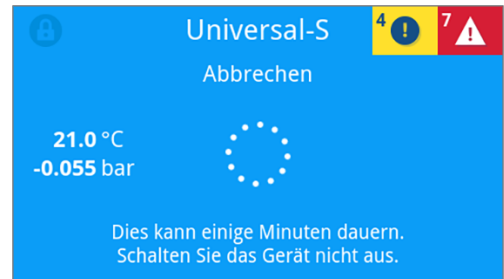 Universal-S
4 !
7 !
Abbrechen
21.0 °C
-0.055 bar
Dies kann einige Minuten dauern.
Schalten Sie das Gerät nicht aus.